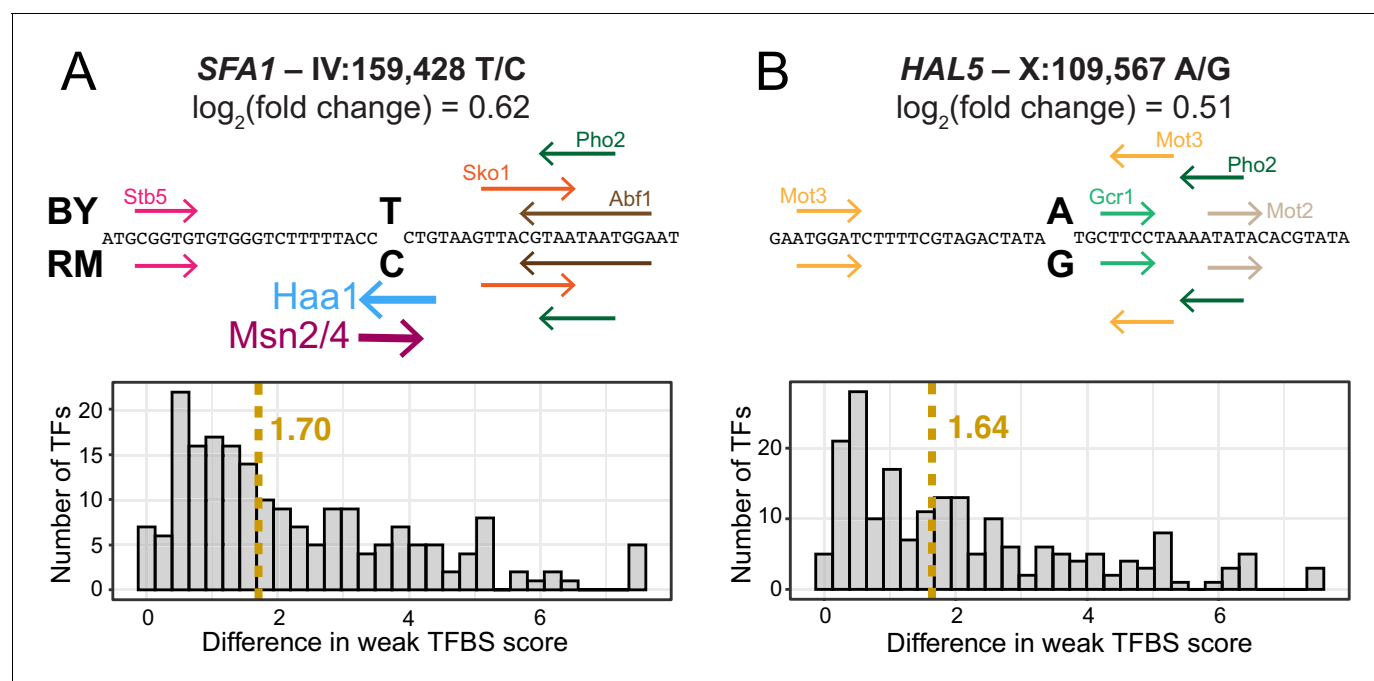 A
SFA1 – IV:159,428 T/C
log2(fold change) = 0.62
Pho2
Sko1
Stb5
Abf1
BY
T
ATGCGGTGTGTGGGTCTTTTTACC
CTGTAAGTTACGTAATAATGGAAT
RM
C
Haa1
Msn2/4
20
15
10
5
0
Number of TFs
1.70
0
2
4
6
Difference in weak TFBS score
B
HAL5 – X:109,567 A/G
log2(fold change) = 0.51
Mot3
Pho2
Mot3
Gcr1
Mot2
A
GAATGGATCTTTTCGTAGACTATA
TGCTTCCTAAAATATACACGTATA
G
20
10
0
Number of TFs
1.64
0
2
4
6
Difference in weak TFBS score